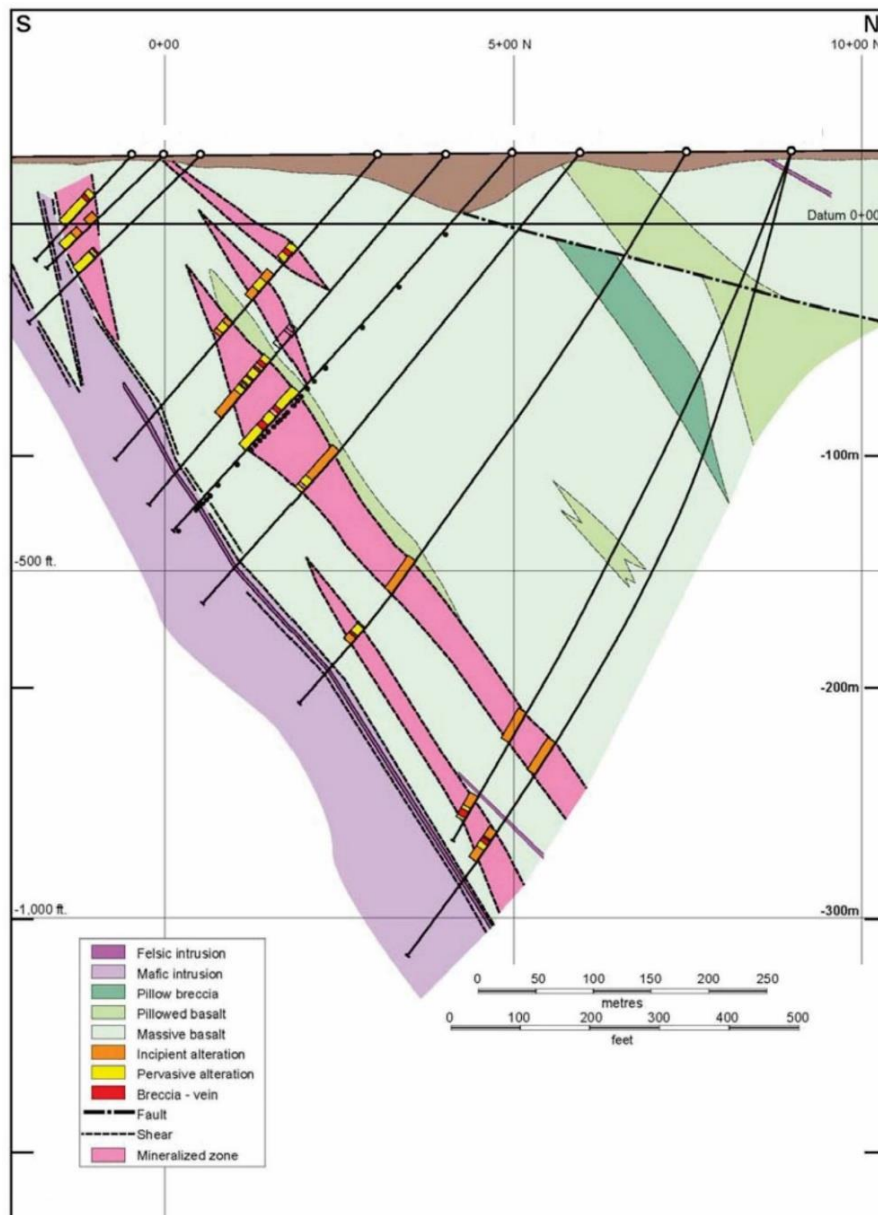 S N
0+00 5+00 N 10+00 N
Datum 0+00
-100m
-500 ft.
-200m
-1,000 ft. -300m
Felsic intrusion
Mafic intrusion
Pillow breccia
Pillowed basalt
Massive basalt
Incipient alteration
Pervasive alteration
Breccia - vein
Fault
Shear
Mineralized zone
0 50 100 150 200 250
metres
0 100 200 300 400 500
feet